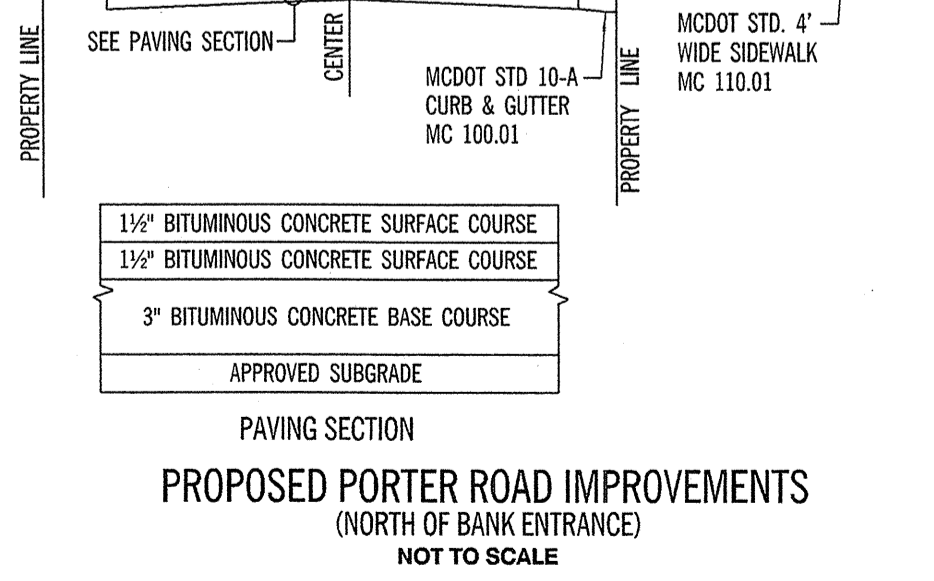 PROPERTY LINE
SEE PAVING SECTION
CENTER
MCDOT STD 10-A
CURB & GUTTER
MC 100.01
PROPERTY LINE
MCDOT STD. 4'
WIDE SIDEWALK
MC 110.01
1½" BITUMINOUS CONCRETE SURFACE COURSE
1½" BITUMINOUS CONCRETE SURFACE COURSE
3" BITUMINOUS CONCRETE BASE COURSE
APPROVED SUBGRADE
PAVING SECTION
PROPOSED PORTER ROAD IMPROVEMENTS
(NORTH OF BANK ENTRANCE)
NOT TO SCALE